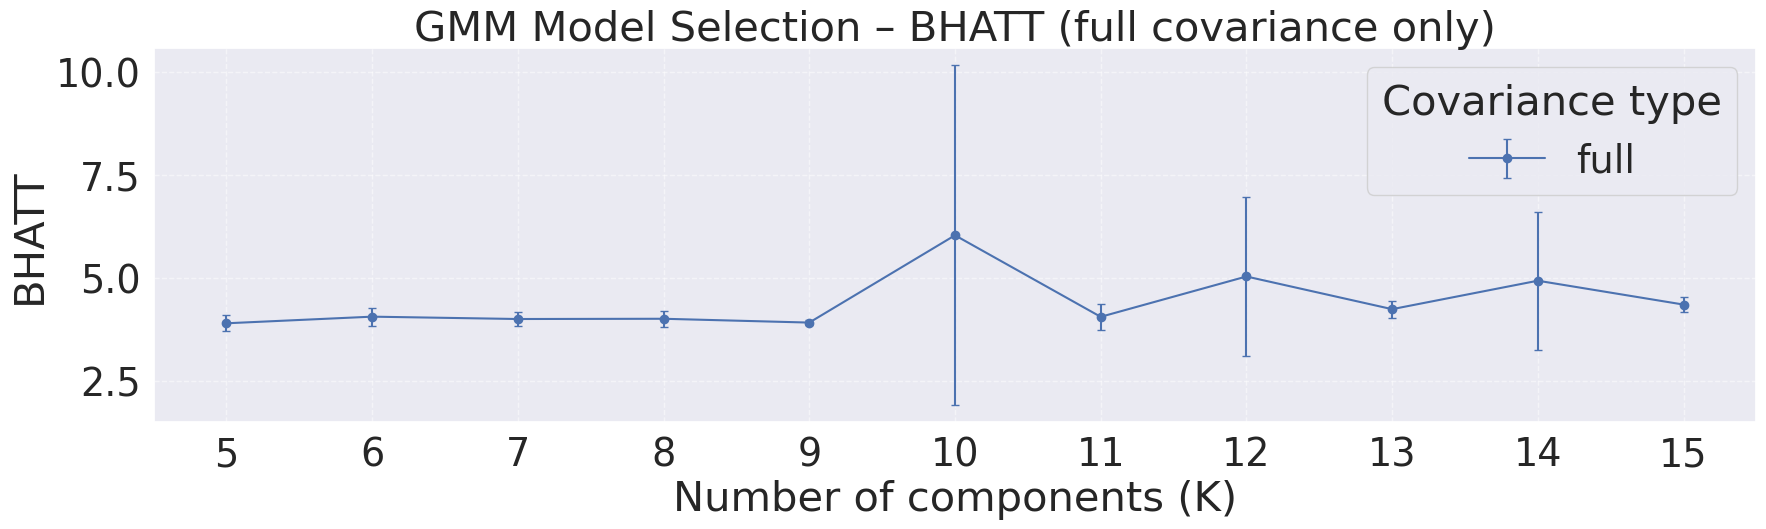 GMM Model Selection – BHATT (full covariance only)
Covariance type
full
BHATT
10.0
7.5
5.0
2.5
5 6 7 8 9 10 11 12 13 14 15
Number of components (K)